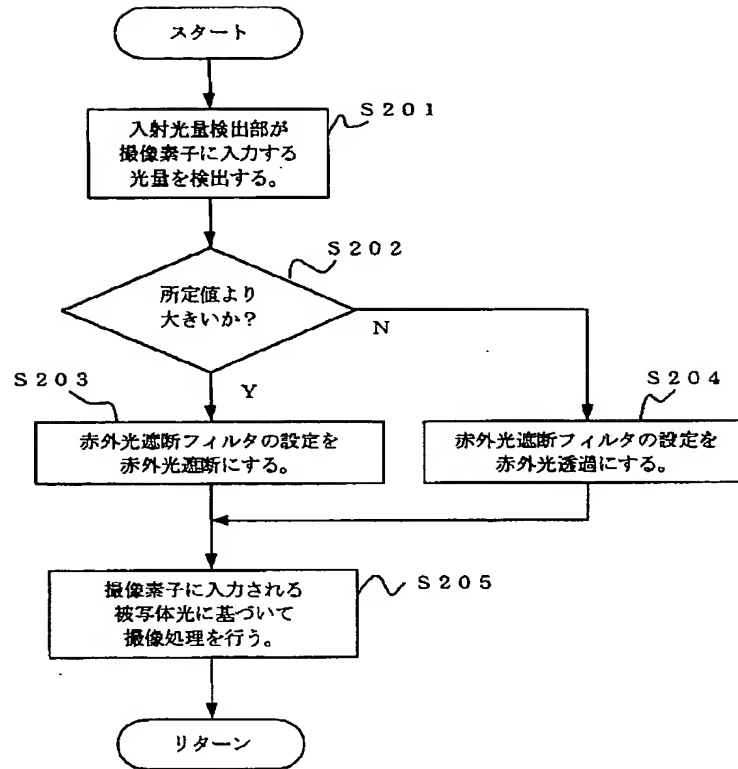 スタート
S201
入射光量検出部が
撮像素子に入力する
光量を検出する。
S202
所定値より
大きいか?
N
Y
S203
赤外光遮断フィルタの設定を
赤外光遮断にする。
S204
赤外光遮断フィルタの設定を
赤外光透過にする。
S205
撮像素子に入力される
被写体光に基づいて
撮像処理を行う。
リターン